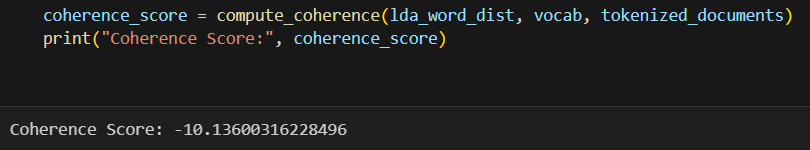 coherence_score = compute_coherence(lda_word_dist, vocab, tokenized_documents)
print("Coherence Score:", coherence_score)
Coherence Score: -10.13600316228496